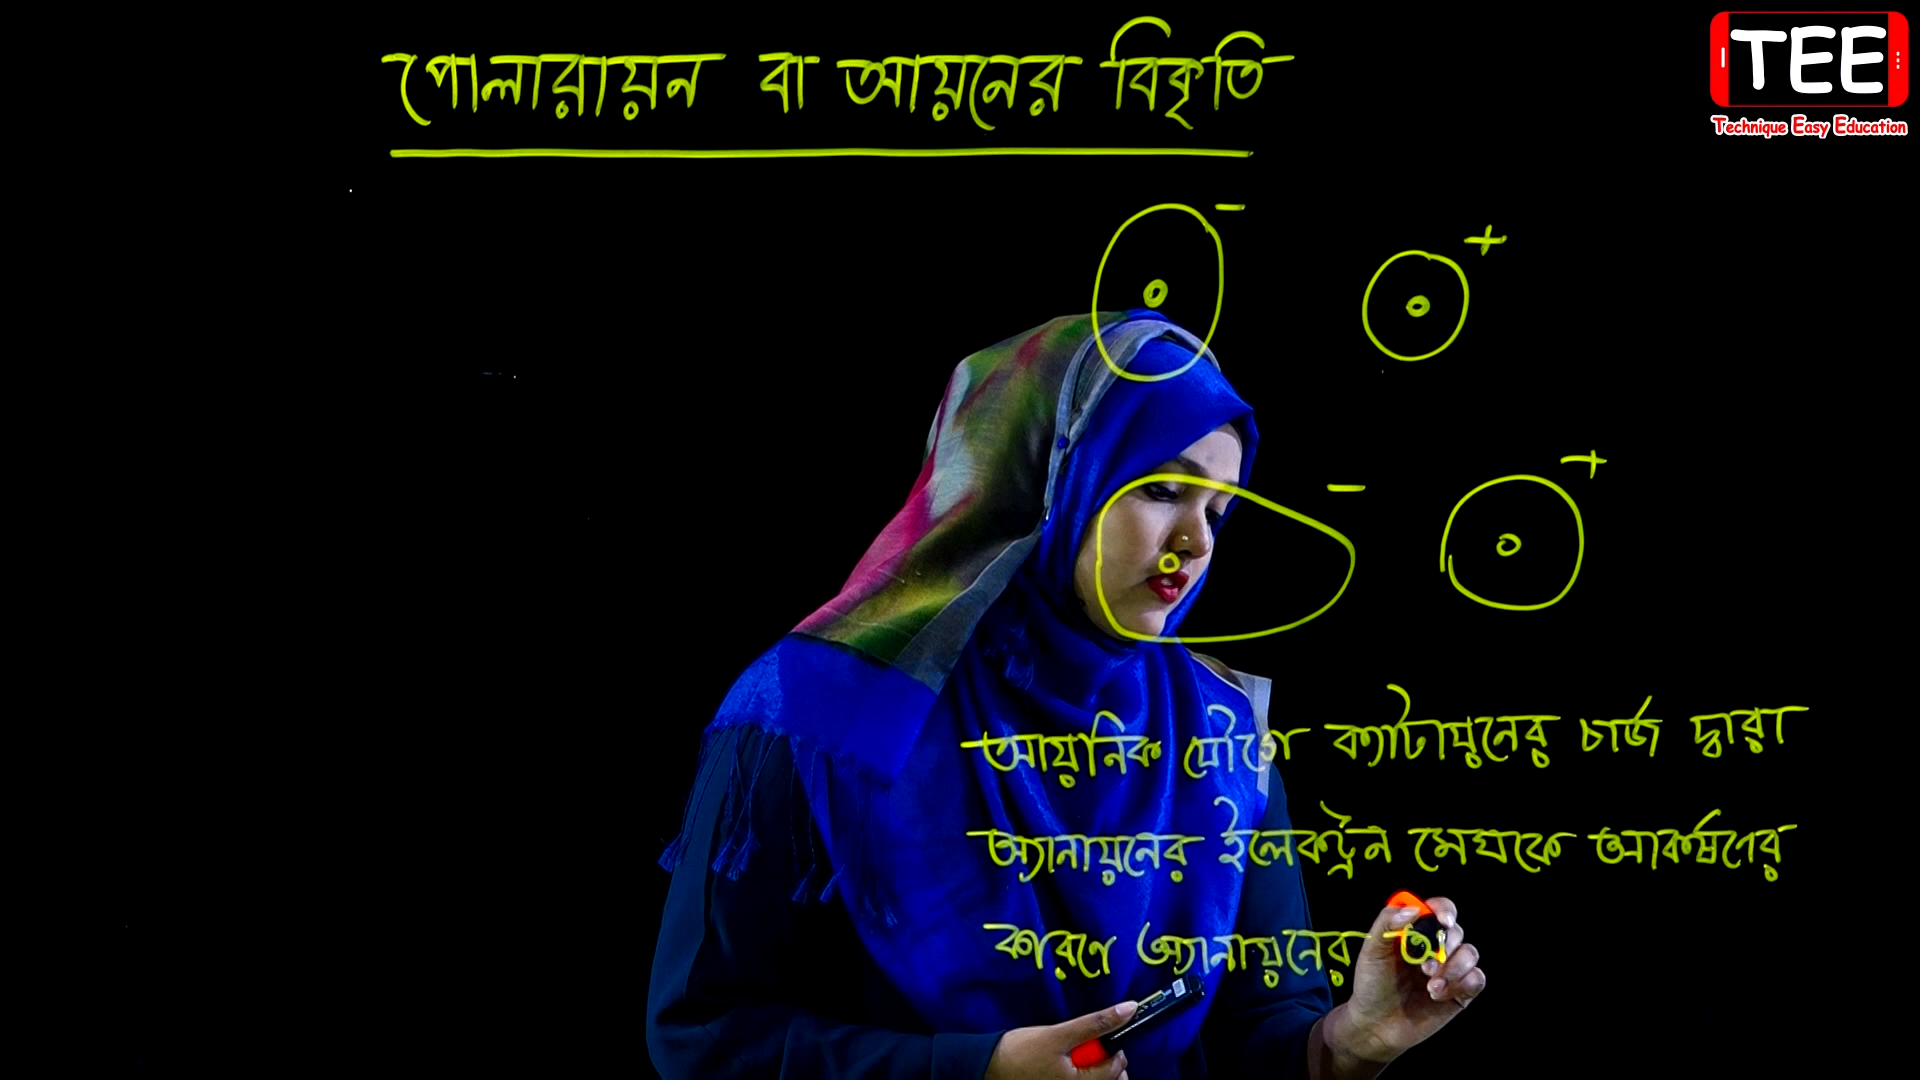 পোলারায়ন বা আয়নের বিকৃতি
TEE
Technique Easy Education
-
+
-
+
আয়নিক যৌগে ক্যাটায়নের চার্জ দ্বারা
অ্যানায়নের ইলেকট্রন মেঘকে আকর্ষণের
কারণে অ্যানায়নের অ